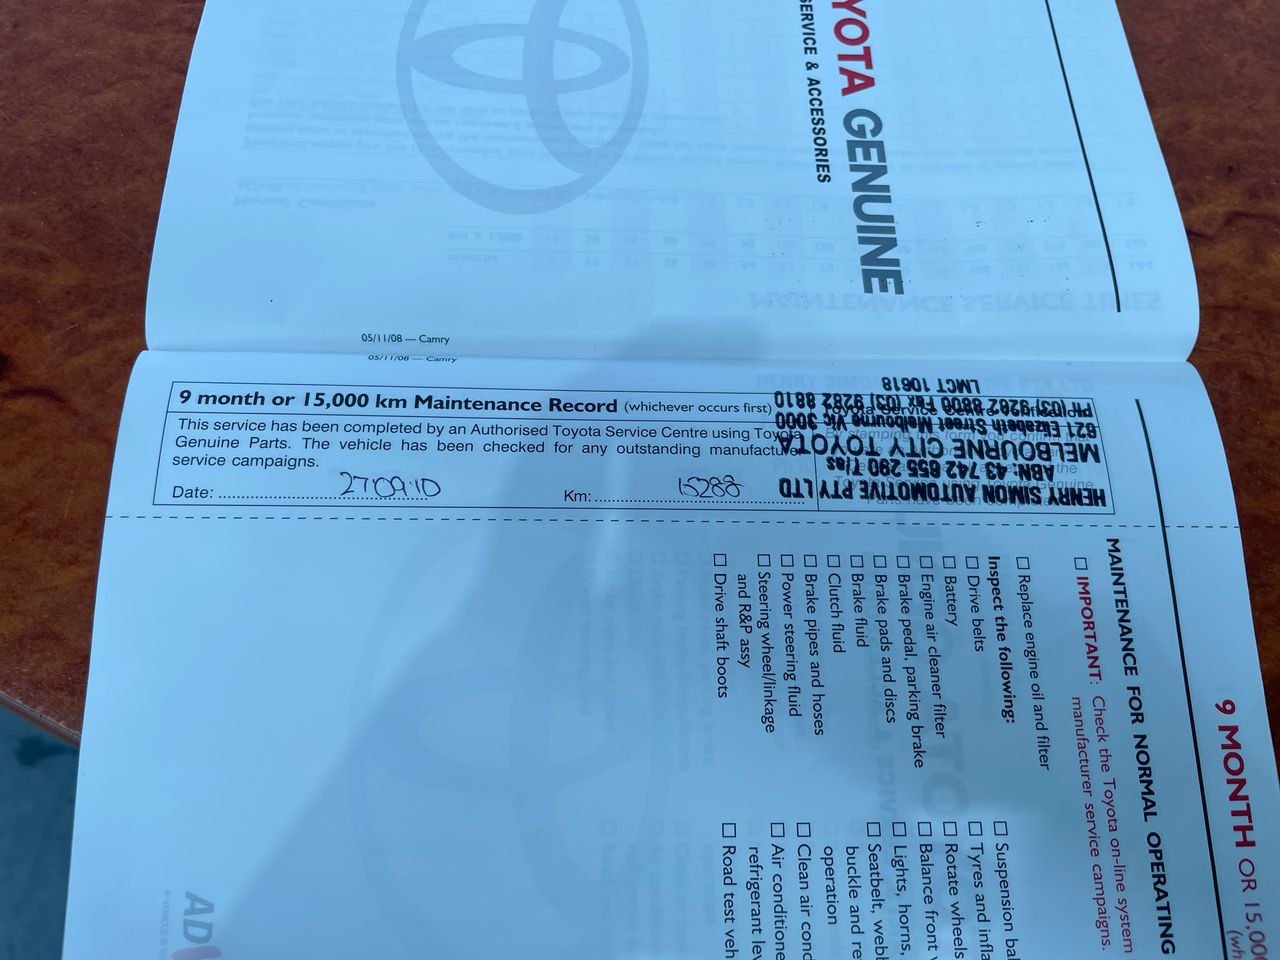 TOYOTA GENUINE
SERVICE & ACCESSORIES
05/11/08 — Camry
05/11/08 — Camry
9 month or 15,000 km Maintenance Record (whichever occurs first)
This service has been completed by an Authorised Toyota Service Centre using Toyota
Genuine Parts. The vehicle has been checked for any outstanding manufacturer
service campaigns.
Date: 27 09 10 Km: 15288
HENRY SIMON AUTOMOTIVE PTY LTD
ABN: 43 742 655 290 T/as
MELBOURNE CITY TOYOTA
621 Elizabeth Street Melbourne Vic 3000
PH (03) 9282 8800 Fax (03) 9282 8810
LMCT 10618
9 MONTH OR 15,00
MAINTENANCE FOR NORMAL OPERATING
☐ IMPORTANT: Check the Toyota on-line system
manufacturer service campaigns.
☐ Replace engine oil and filter
Inspect the following:
☐ Drive belts
☐ Battery
☐ Engine air cleaner filter
☐ Brake pedal, parking brake
☐ Brake pads and discs
☐ Brake fluid
☐ Clutch fluid
☐ Brake pipes and hoses
☐ Power steering fluid
☐ Steering wheel/linkage
and R&P assy
☐ Drive shaft boots
☐ Suspension bal
☐ Tyres and infla
☐ Rotate wheels
☐ Balance front
☐ Lights, horns,
☐ Seatbelt, webb
buckle and re
operation
☐ Clean air cond
☐ Air conditione
refrigerant lev
☐ Road test veh